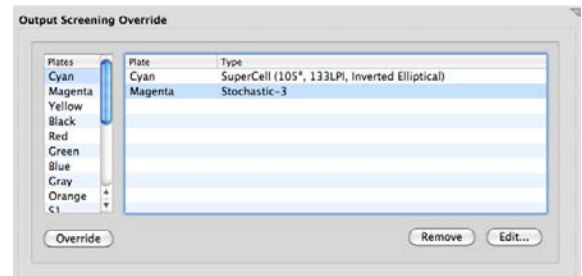 Output Screening Override
Plates
Cyan
Magenta
Yellow
Black
Red
Green
Blue
Gray
Orange
S1
Plate Type
Cyan SuperCell (105°, 133LPI, Inverted Elliptical)
Magenta Stochastic-3
Override Remove Edit...